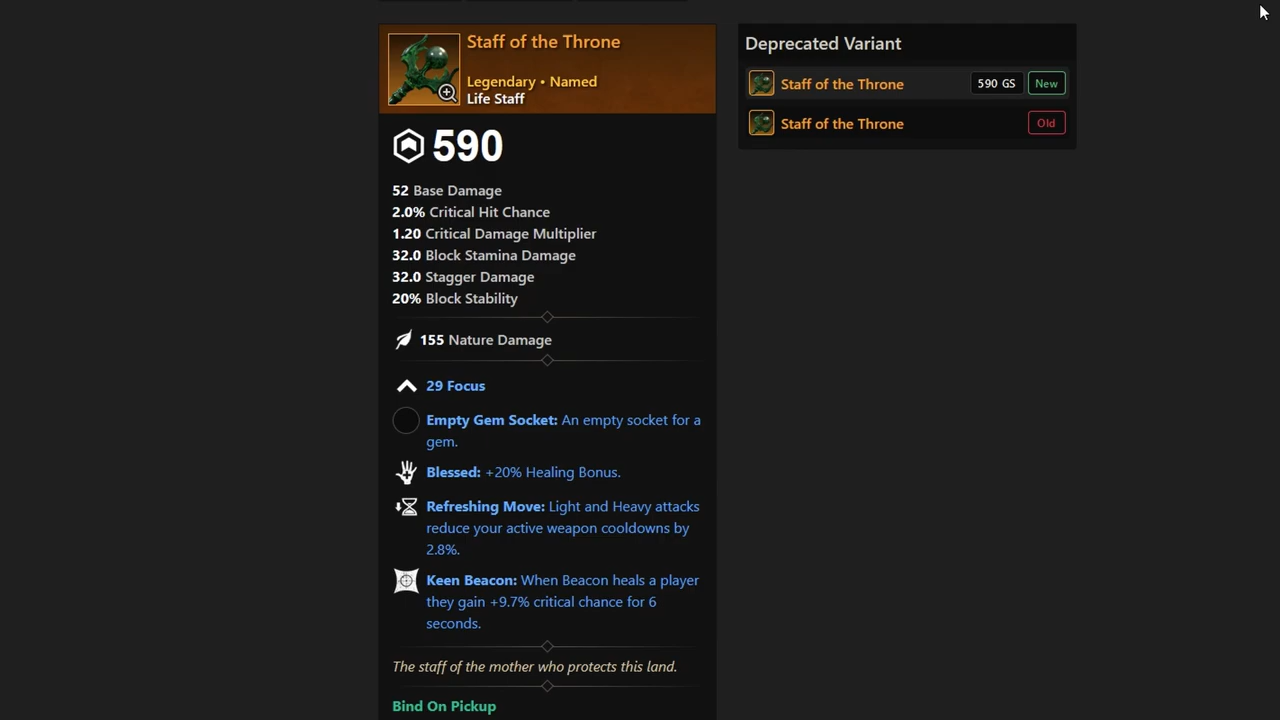 Staff of the Throne
Legendary • Named
Life Staff
590
52 Base Damage
2.0% Critical Hit Chance
1.20 Critical Damage Multiplier
32.0 Block Stamina Damage
32.0 Stagger Damage
20% Block Stability
155 Nature Damage
29 Focus
Empty Gem Socket: An empty socket for a
gem.
Blessed: +20% Healing Bonus.
Refreshing Move: Light and Heavy attacks
reduce your active weapon cooldowns by
2.8%.
Keen Beacon: When Beacon heals a player
they gain +9.7% critical chance for 6
seconds.
The staff of the mother who protects this land.
Bind On Pickup
Deprecated Variant
Staff of the Throne 590 GS New
Staff of the Throne Old